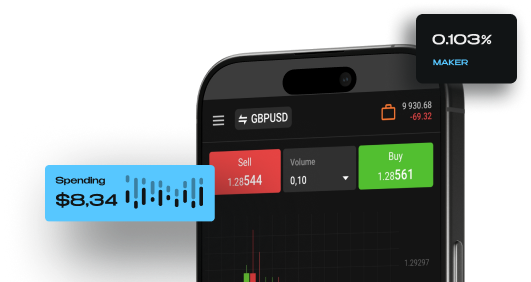 0.103%
MAKER
GBPUSD
9 930.68
-69.32
Sell
1.28544
Volume
0,10
Buy
1.28561
Spending
$8,34
1.29297